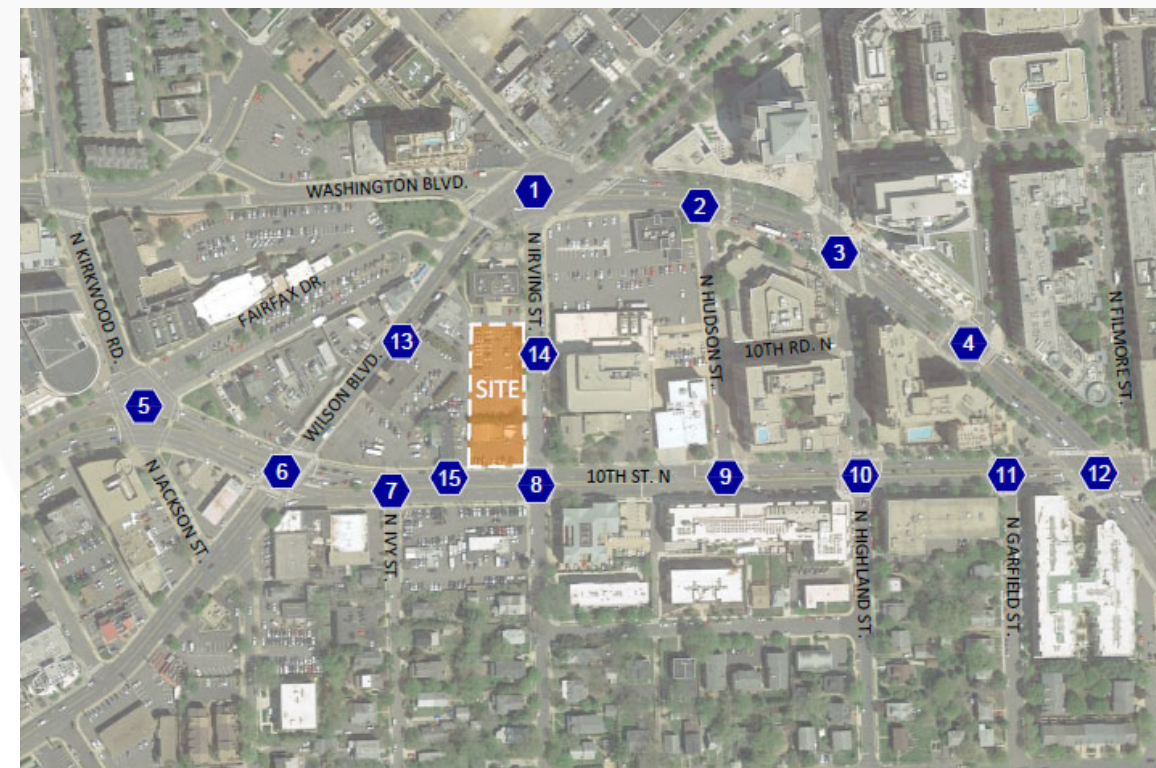 WASHINGTON BLVD.
1
2
3
4
N KIRKWOOD RD.
FAIRFAX DR.
N IRVING ST.
N HUDSON ST.
N FILMORE ST.
13
14
10TH RD. N
SITE
WILSON BLVD.
5
6
7
15
8
10TH ST. N
9
10
11
12
N JACKSON ST
N IVY ST.
N HIGHLAND ST.
N GARFIELD ST.